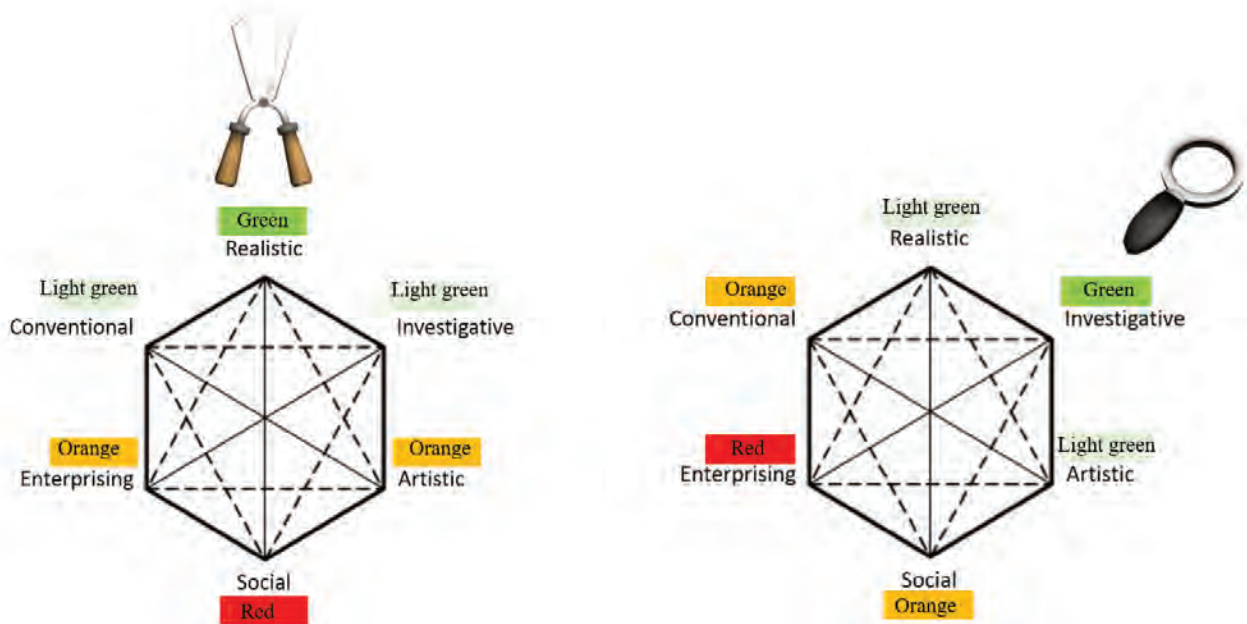 Green
Realistic
Light green
Conventional
Light green
Investigative
Orange
Enterprising
Orange
Artistic
Social
Red
Light green
Realistic
Orange
Conventional
Green
Investigative
Red
Enterprising
Light green
Artistic
Social
Orange